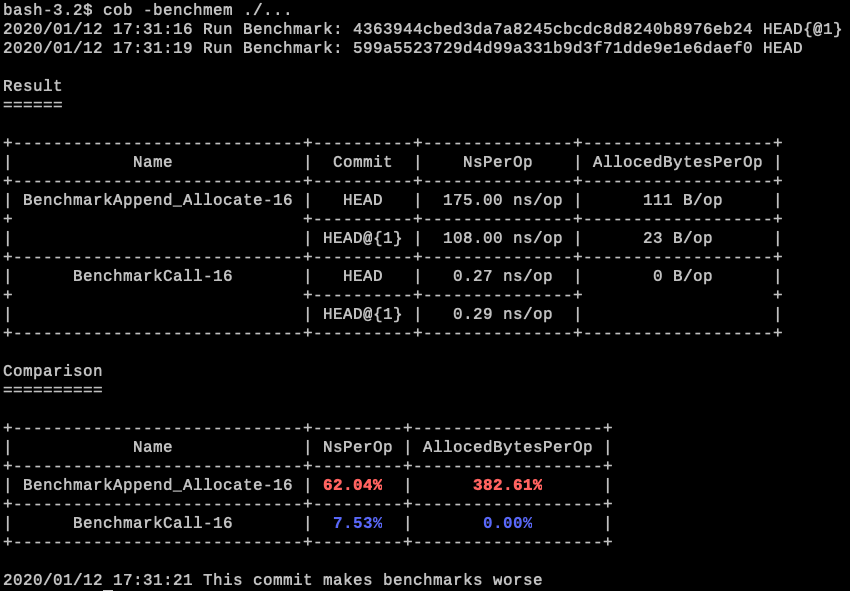 bash-3.2$ cob -benchmem ./...
2020/01/12 17:31:16 Run Benchmark: 4363944cbed3da7a8245cbcdc8d8240b8976eb24 HEAD{@1}
2020/01/12 17:31:19 Run Benchmark: 599a5523729d4d99a331b9d3f71dde9e1e6daef0 HEAD

Result
======

+-----------------------------+----------+---------------+-------------------+
|            Name             |  Commit  |    NsPerOp    | AllocedBytesPerOp |
+-----------------------------+----------+---------------+-------------------+
| BenchmarkAppend_Allocate-16 |   HEAD   |  175.00 ns/op |      111 B/op     |
+                             +----------+---------------+-------------------+
|                             | HEAD@{1} |  108.00 ns/op |      23 B/op      |
+-----------------------------+----------+---------------+-------------------+
|      BenchmarkCall-16       |   HEAD   |   0.27 ns/op  |       0 B/op      |
+                             +----------+---------------+                   +
|                             | HEAD@{1} |   0.29 ns/op  |                   |
+-----------------------------+----------+---------------+-------------------+

Comparison
==========

+-----------------------------+---------+-------------------+
|            Name             | NsPerOp | AllocedBytesPerOp |
+-----------------------------+---------+-------------------+
| BenchmarkAppend_Allocate-16 | 62.04%  |      382.61%      |
+-----------------------------+---------+-------------------+
|      BenchmarkCall-16       |  7.53%  |       0.00%       |
+-----------------------------+---------+-------------------+

2020/01/12 17:31:21 This commit makes benchmarks worse